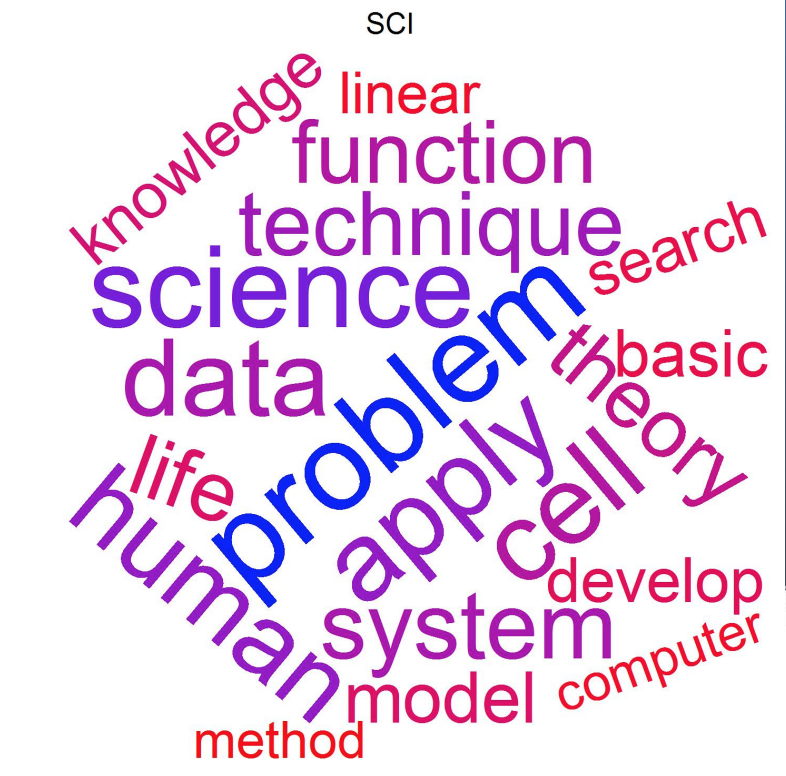 SCI
knowledge
linear
function
technique
search
science
problem
theory
basic
data
apply
life
cell
human
develop
system
computer
model
method